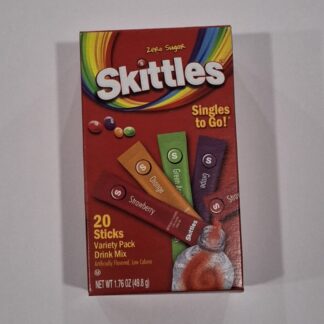 Zero Sugar
Skittles
Singles
to Go!
S
Orange
S
Green A
S
Grape
S
Strawberry
Skittles
20
Sticks
Variety Pack
Drink Mix
Artificially Flavored, Low Calorie
NET WT 1.76 OZ (49.8 g)